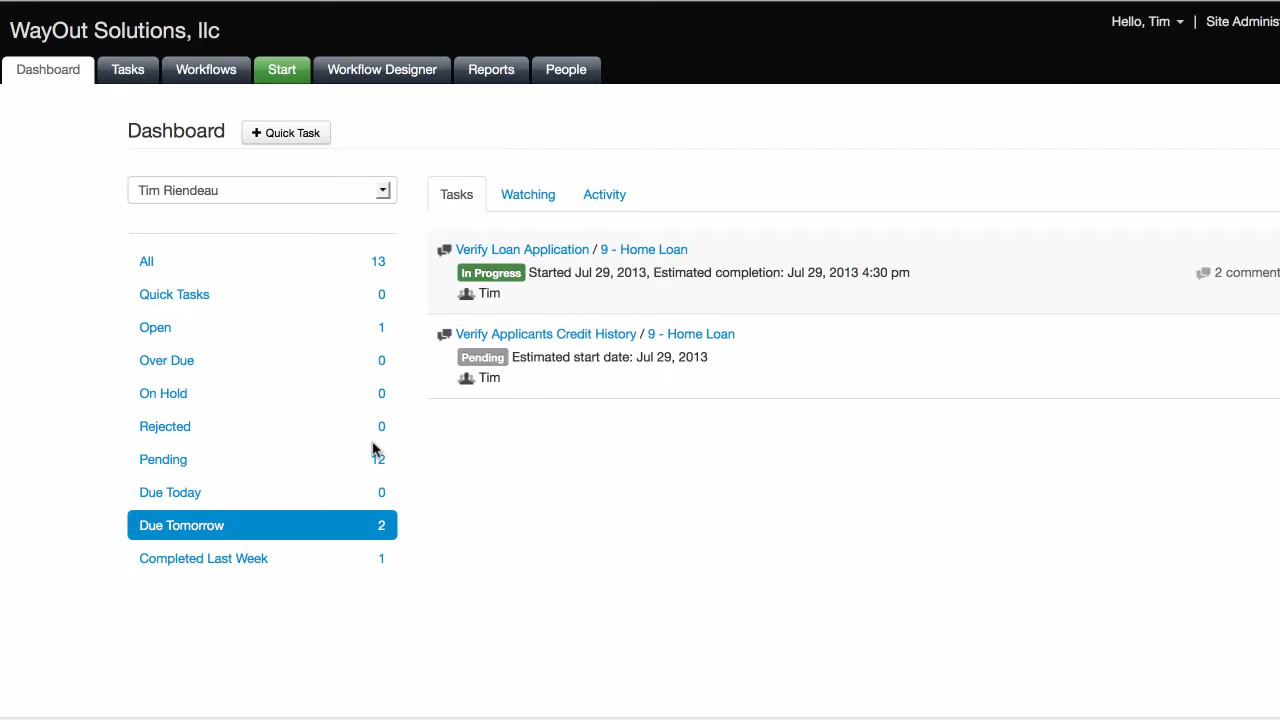 WayOut Solutions, llc
Hello, Tim | Site Adminis
Dashboard Tasks Workflows Start Workflow Designer Reports People
Dashboard + Quick Task
Tim Riendeau
Tasks Watching Activity
All 13
Quick Tasks 0
Open 1
Over Due 0
On Hold 0
Rejected 0
Pending 12
Due Today 0
Due Tomorrow 2
Completed Last Week 1
Verify Loan Application / 9 - Home Loan
In Progress Started Jul 29, 2013, Estimated completion: Jul 29, 2013 4:30 pm 2 comment
Tim
Verify Applicants Credit History / 9 - Home Loan
Pending Estimated start date: Jul 29, 2013
Tim